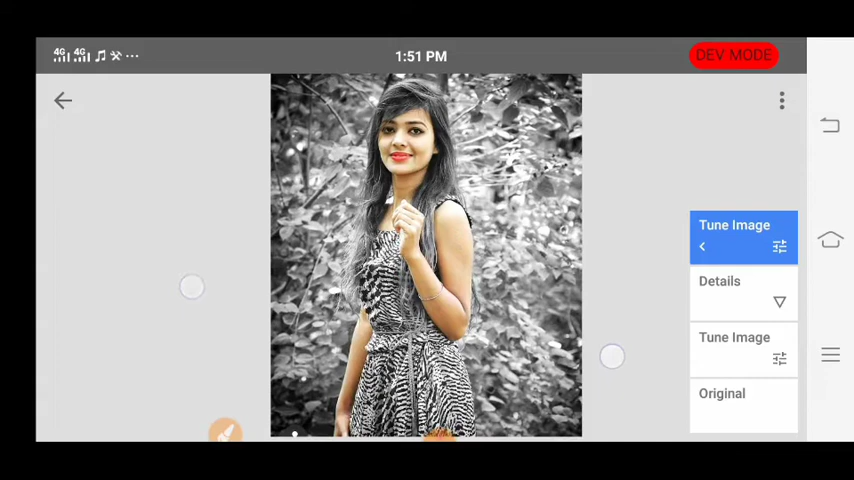 4G 4G
1:51 PM
DEV MODE
Tune Image
Details
Tune Image
Original